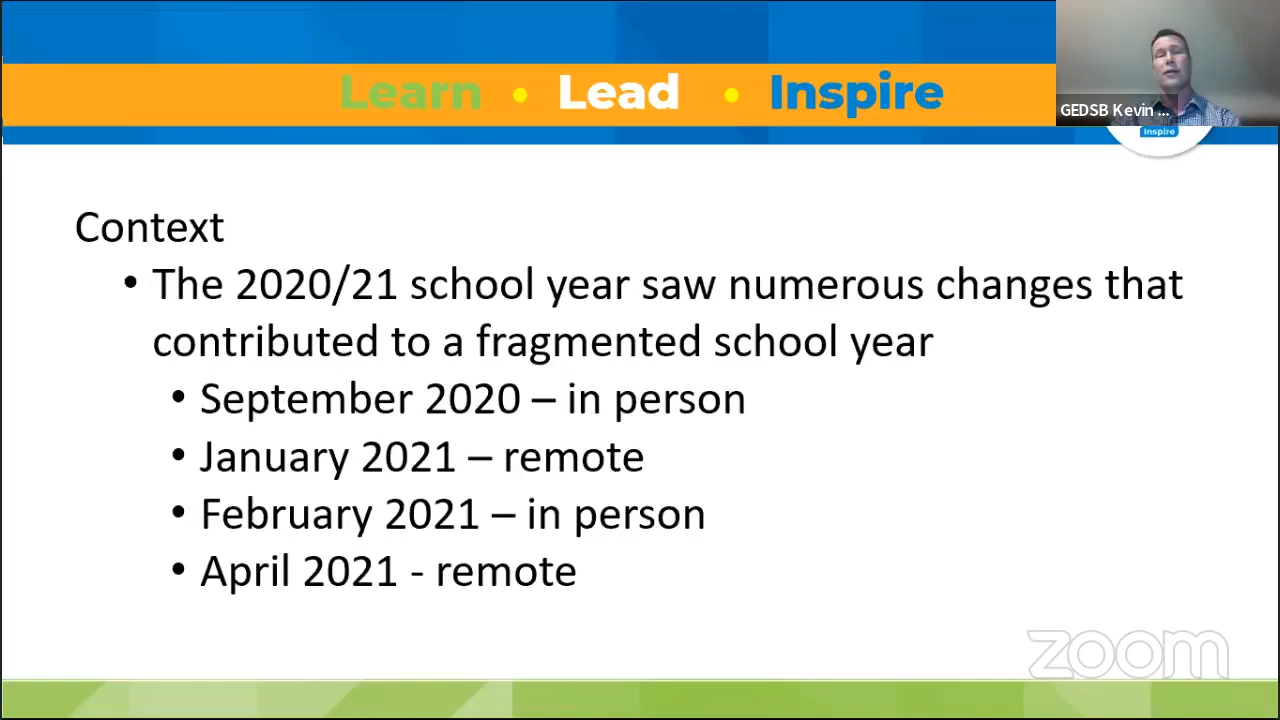 Learn • Lead • Inspire
GEDSB Kevin ...
Inspire
Context
• The 2020/21 school year saw numerous changes that
contributed to a fragmented school year
• September 2020 – in person
• January 2021 – remote
• February 2021 – in person
• April 2021 - remote
zoom